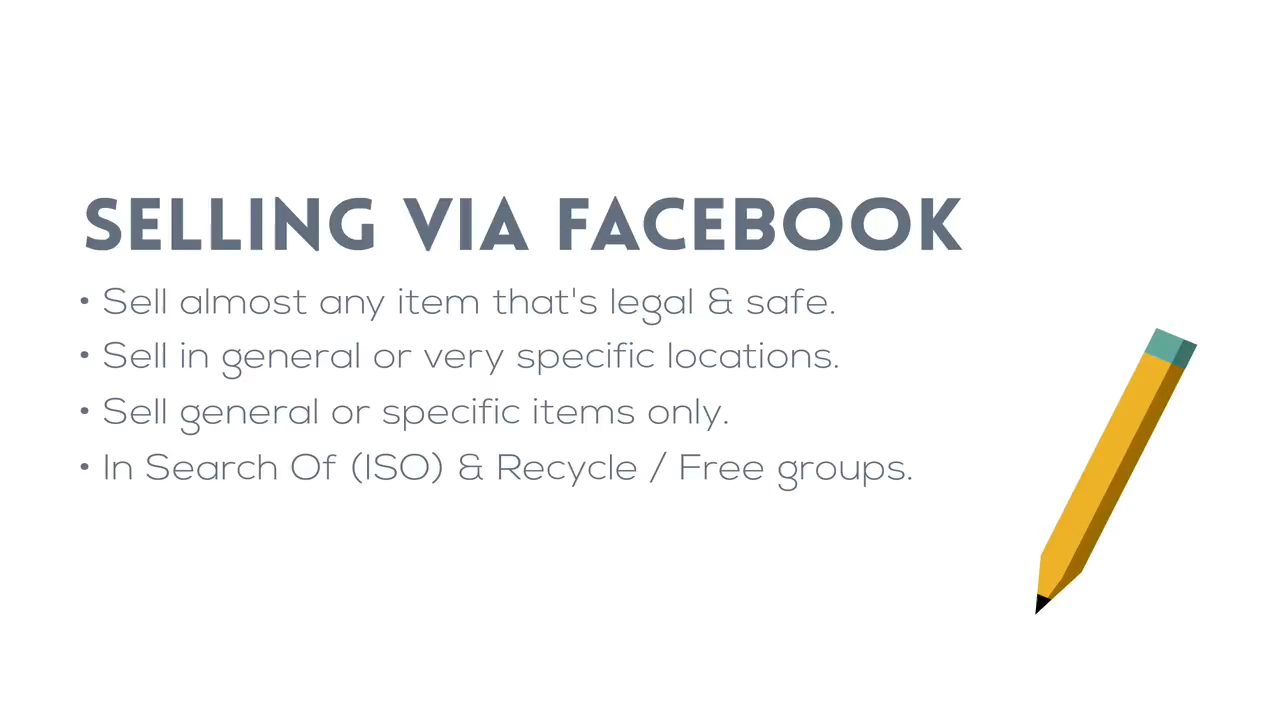 SELLING VIA FACEBOOK
• Sell almost any item that's legal & safe.
• Sell in general or very specific locations.
• Sell general or specific items only.
• In Search Of (ISO) & Recycle / Free groups.